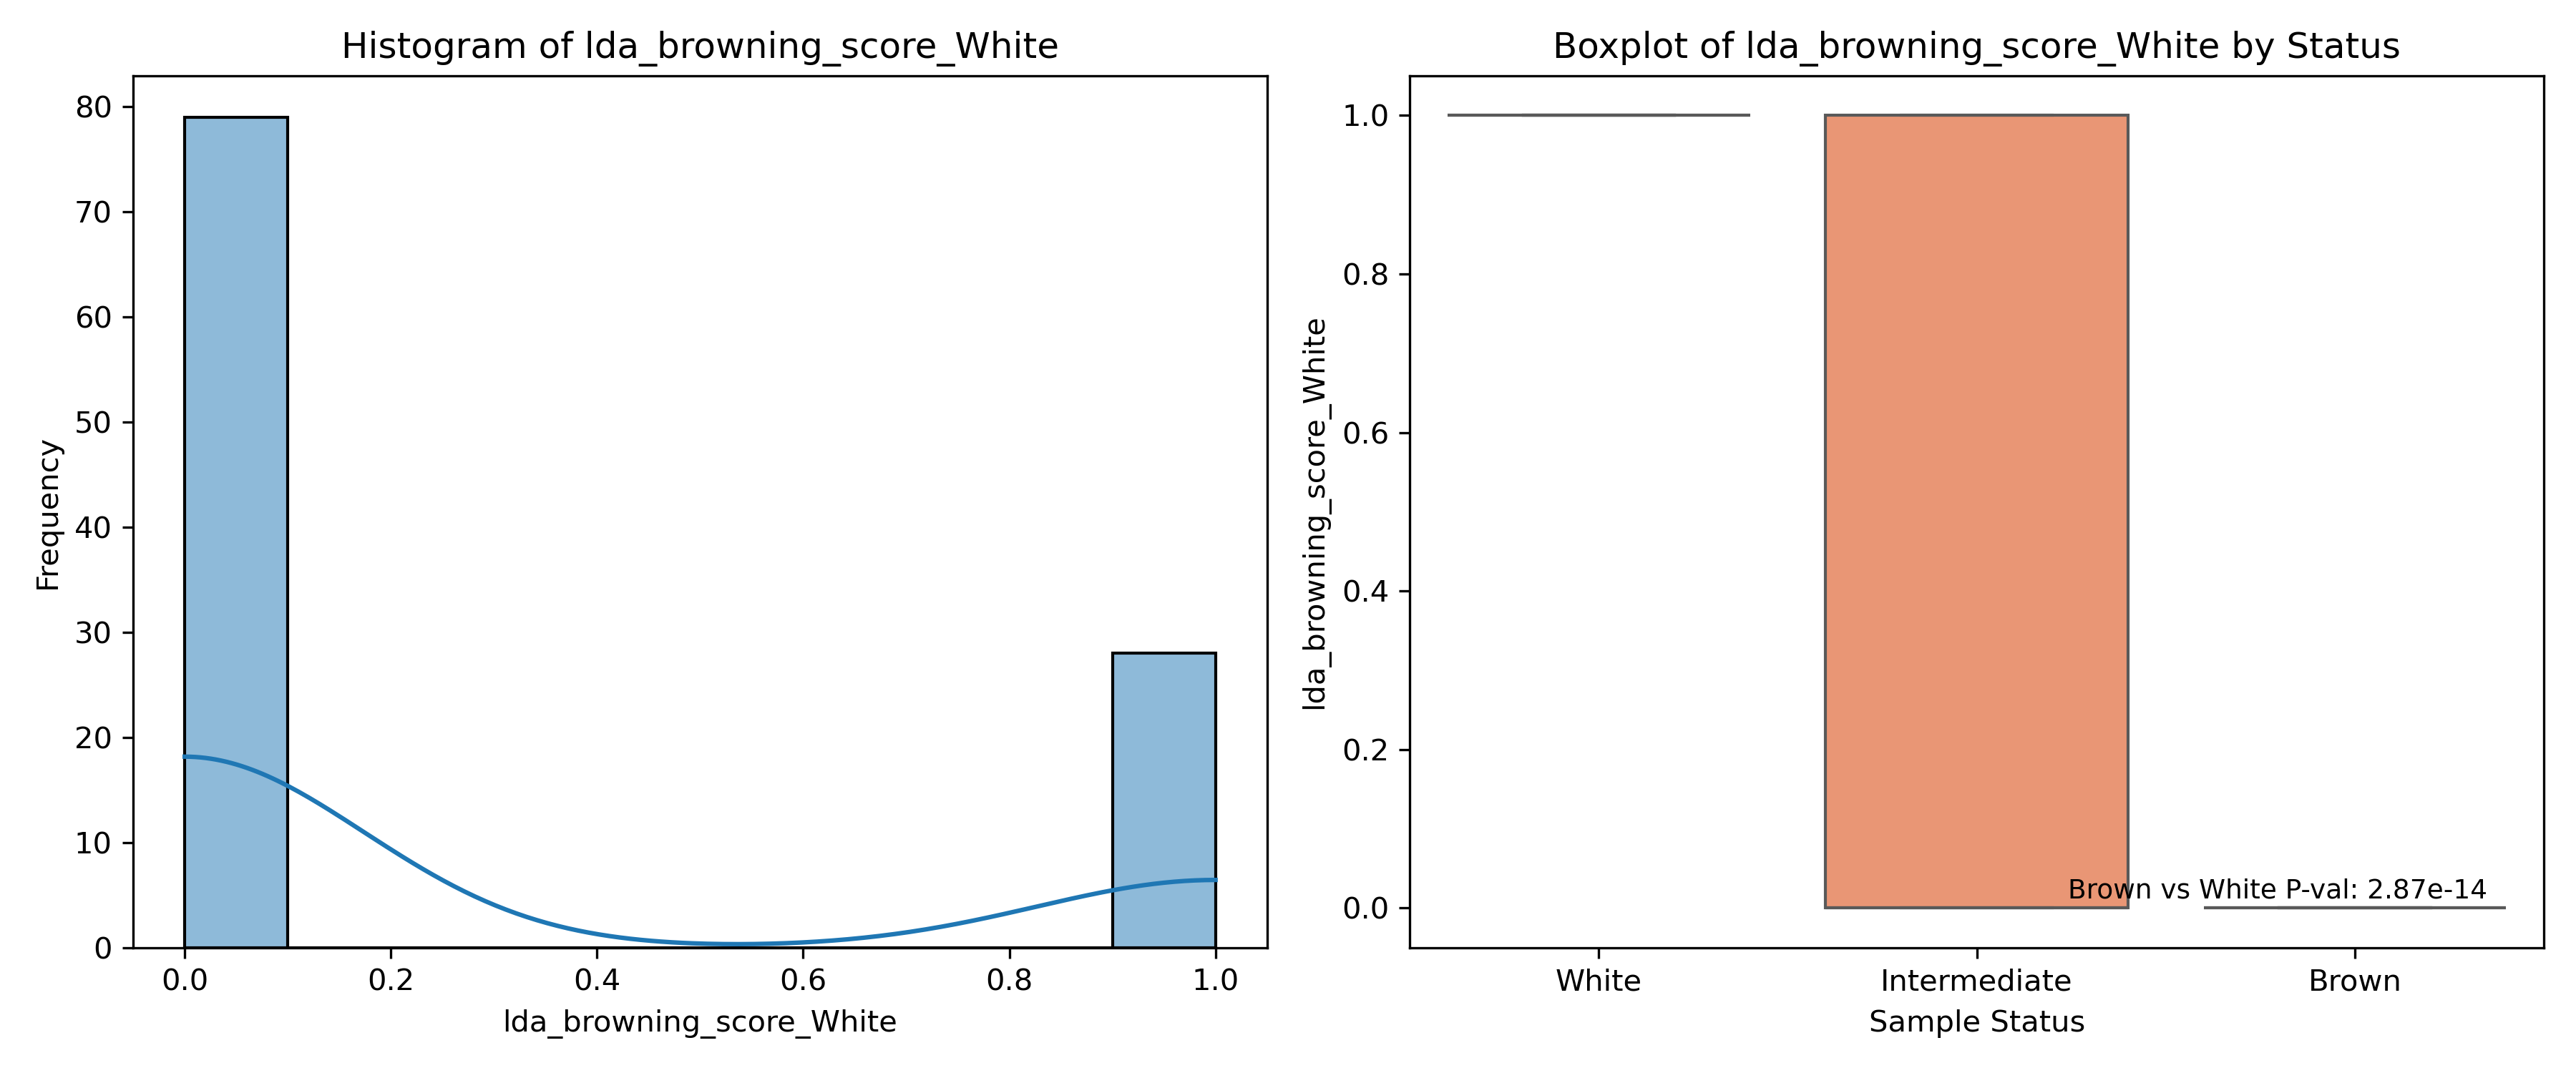 Histogram of lda_browning_score_White
80
70
60
50
40
30
20
10
0
Frequency
0.0 0.2 0.4 0.6 0.8 1.0
lda_browning_score_White
Boxplot of lda_browning_score_White by Status
1.0
0.8
0.6
0.4
0.2
0.0
lda_browning_score_White
Brown vs White P-val: 2.87e-14
White Intermediate Brown
Sample Status